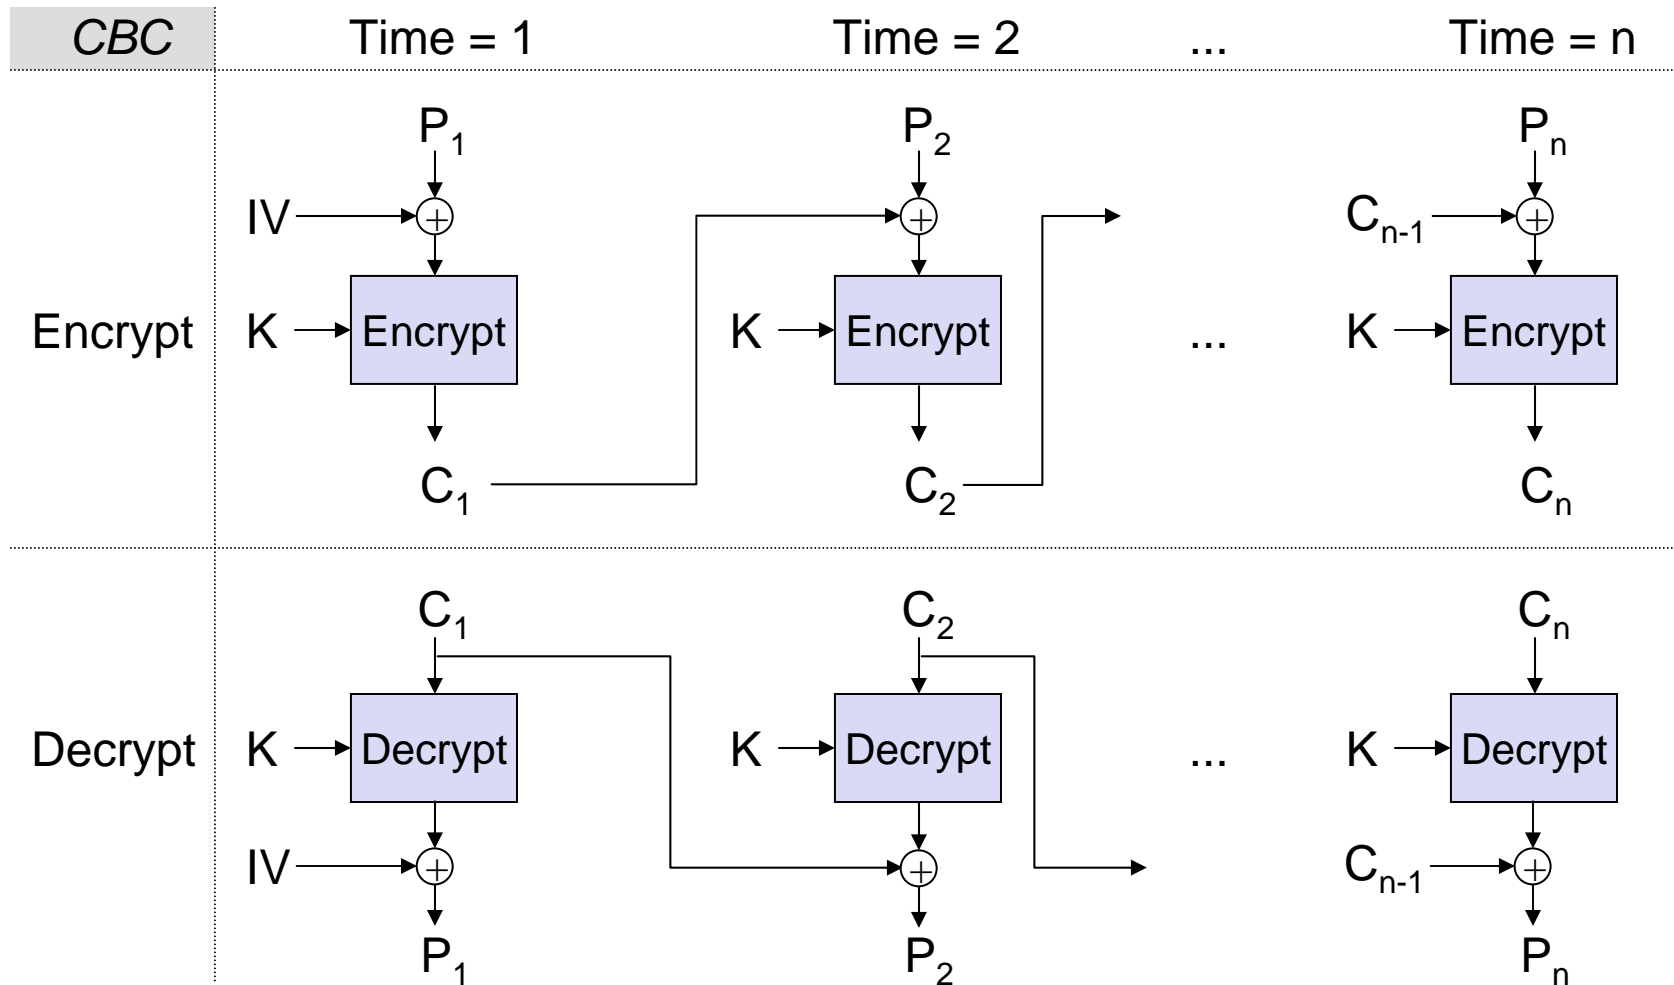 CBC Time = 1 Time = 2 ... Time = n
P1 P2 Pn
IV + + Cn-1 +
Encrypt K Encrypt K Encrypt ... K Encrypt
C1 C2 Cn
C1 C2 Cn
Decrypt K Decrypt K Decrypt ... K Decrypt
IV + + Cn-1 +
P1 P2 Pn